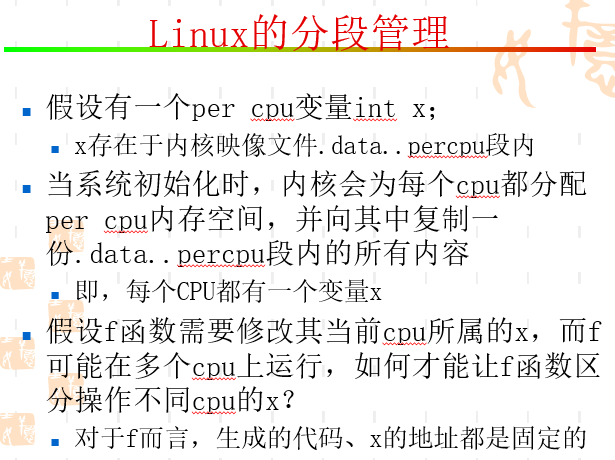 Linux的分段管理
假设有一个per cpu变量int x;
x存在于内核映像文件.data..percpu段内
当系统初始化时，内核会为每个cpu都分配
per cpu内存空间，并向其中复制一
份.data..percpu段内的所有内容
即，每个CPU都有一个变量x
假设f函数需要修改其当前cpu所属的x，而f
可能在多个cpu上运行，如何才能让f函数区
分操作不同cpu的x？
对于f而言，生成的代码、x的地址都是固定的